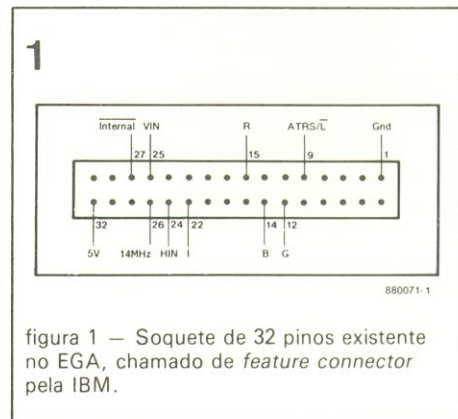 1
Internal VIN R ATRS/L Gnd
27 25 15 9 1
32 26 24 22 14 12
5V 14MHz HIN I B G
880071-1
figura 1 — Soquete de 32 pinos existente
no EGA, chamado de feature connector
pela IBM.